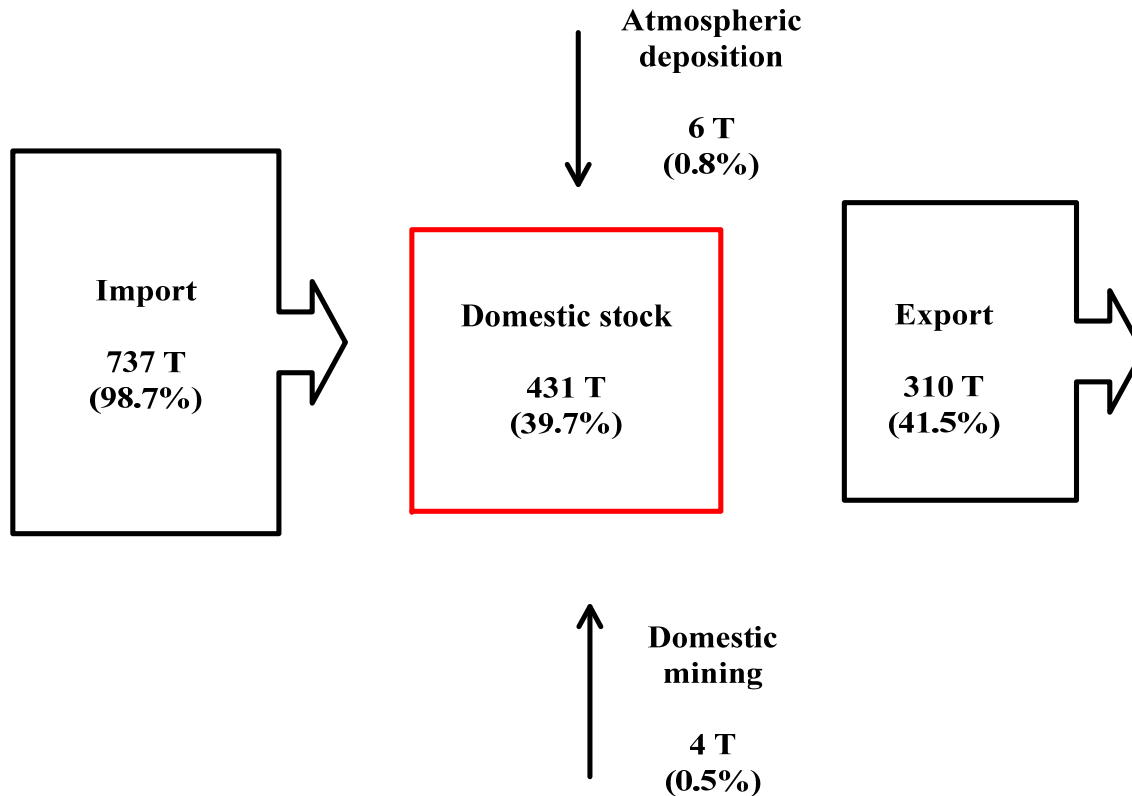 Atmospheric
deposition
6 T
(0.8%)
Import
737 T
(98.7%)
Domestic stock
431 T
(39.7%)
Export
310 T
(41.5%)
Domestic
mining
4 T
(0.5%)